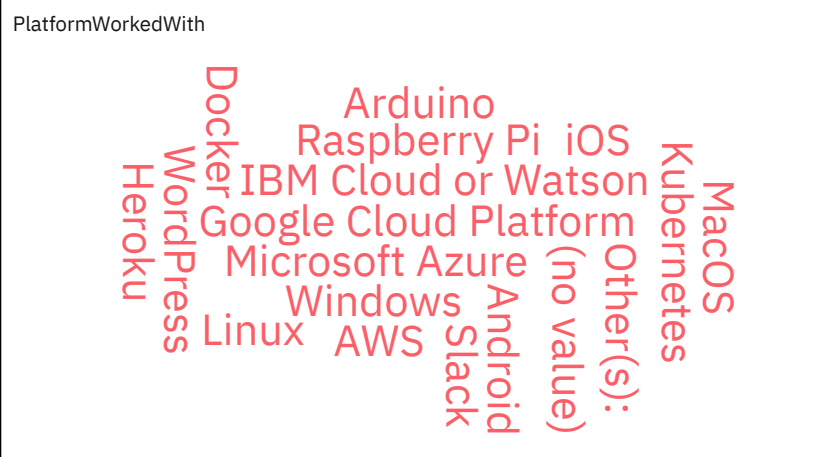 PlatformWorkedWith
Docker
Arduino
Raspberry Pi
iOS
Kubernetes
WordPress
Heroku
IBM Cloud or Watson
MacOS
Google Cloud Platform
Microsoft Azure
(no value)
Other(s):
Windows
Android
Linux
AWS
Slack